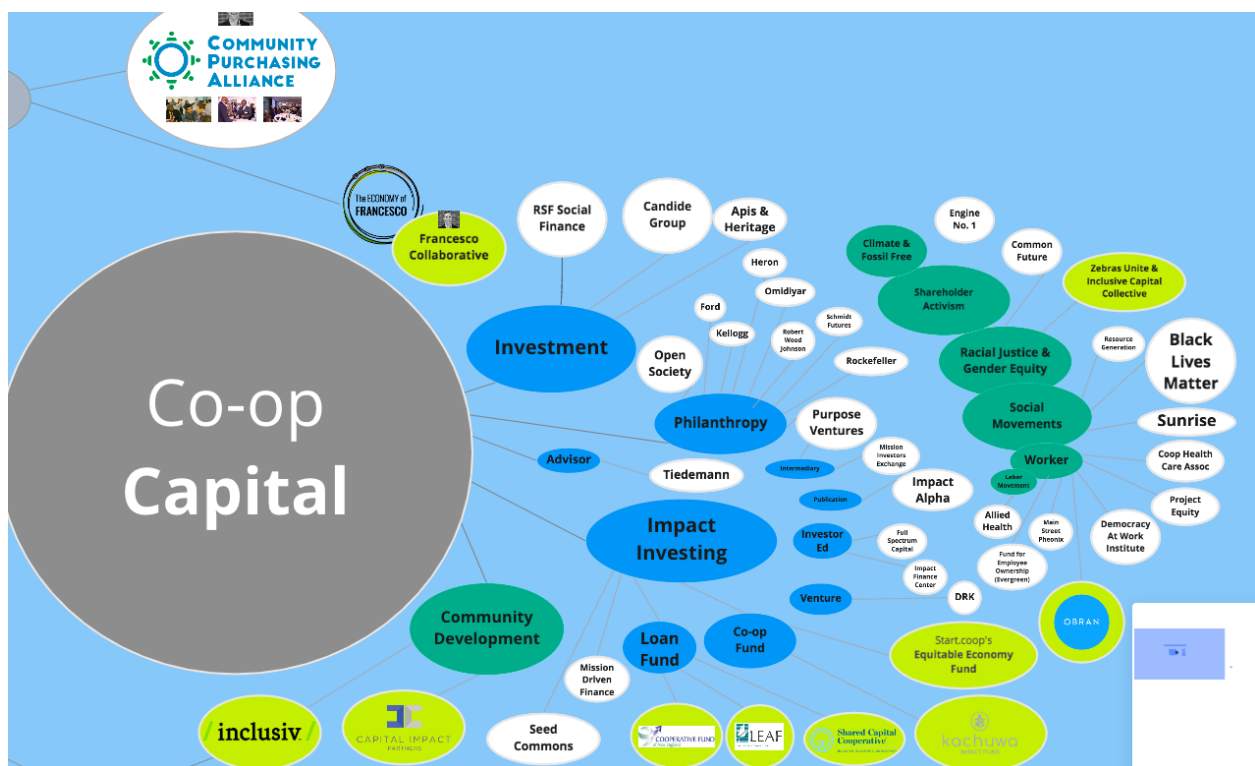 COMMUNITY
PURCHASING
ALLIANCE
The ECONOMY of
FRANCESCO
Francesco
Collaborative
RSF Social
Finance
Candide
Group
Apis &
Heritage
Engine
No. 1
Common
Future
Climate &
Fossil Free
Shareholder
Activism
Zebras Unite &
Inclusive Capital
Collective
Heron
Omidiyar
Ford
Kellogg
Robert
Wood
Johnson
Schmidt
Futures
Rockefeller
Investment
Open
Society
Philanthropy
Racial Justice &
Gender Equity
Resource
Generation
Black
Lives
Matter
Social
Movements
Sunrise
Co-op
Capital
Advisor
Tiedemann
Purpose
Ventures
Intermediary
Mission
Investors
Exchange
Publication
Impact
Alpha
Worker
Labor
Movement
Coop Health
Care Assoc
Project
Equity
Allied
Health
Main
Street
Pheonix
Democracy
At Work
Institute
Fund for
Employee
Ownership
(Evergreen)
Impact
Investing
Investor
Ed
Full
Spectrum
Capital
Impact
Finance
Center
Venture
DRK
OBRAN
Community
Development
Loan
Fund
Co-op
Fund
Start.coop's
Equitable Economy
Fund
Mission
Driven
Finance
/inclusiv/
CAPITAL IMPACT
PARTNERS
Seed
Commons
COOPERATIVE FUND
of New England
LEAF
Shared Capital
Cooperative
kachuwa
IMPACT FUND